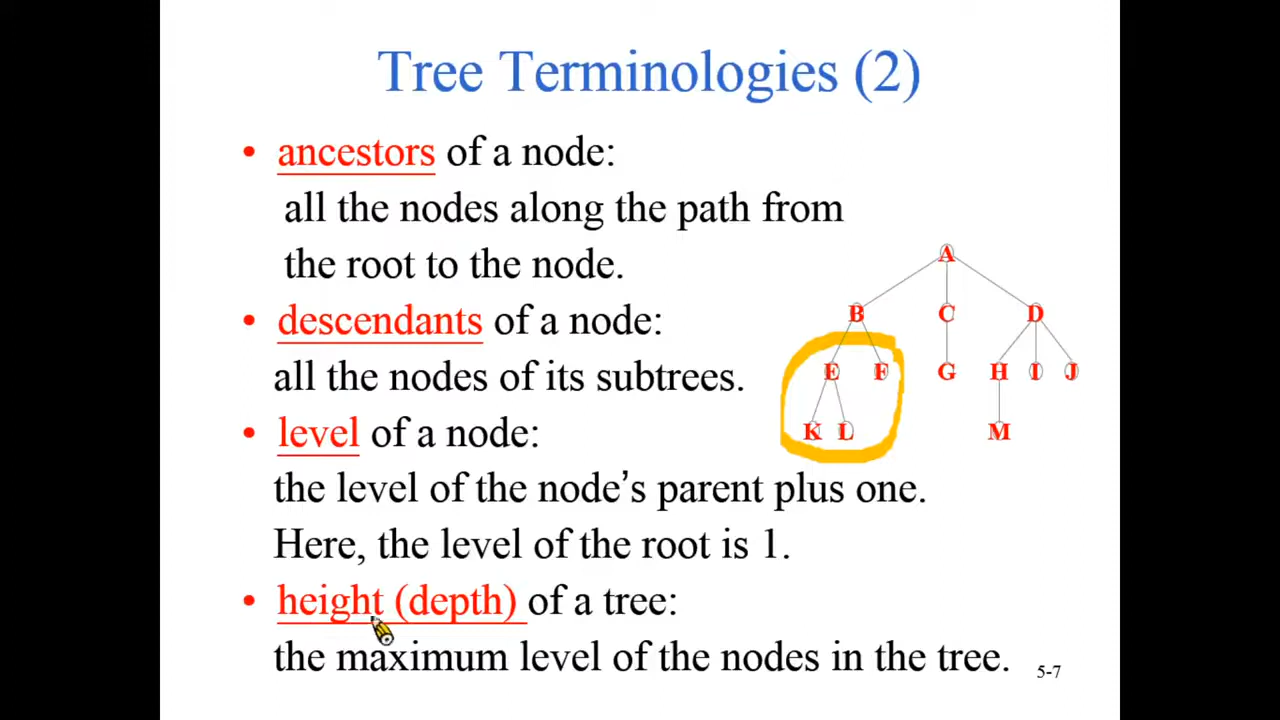 Tree Terminologies (2)
• ancestors of a node:
all the nodes along the path from
the root to the node.
• descendants of a node:
all the nodes of its subtrees.
• level of a node:
the level of the node’s parent plus one.
Here, the level of the root is 1.
• height (depth) of a tree:
the maximum level of the nodes in the tree.
A
B C D
E F G H I J
K L M
5-7